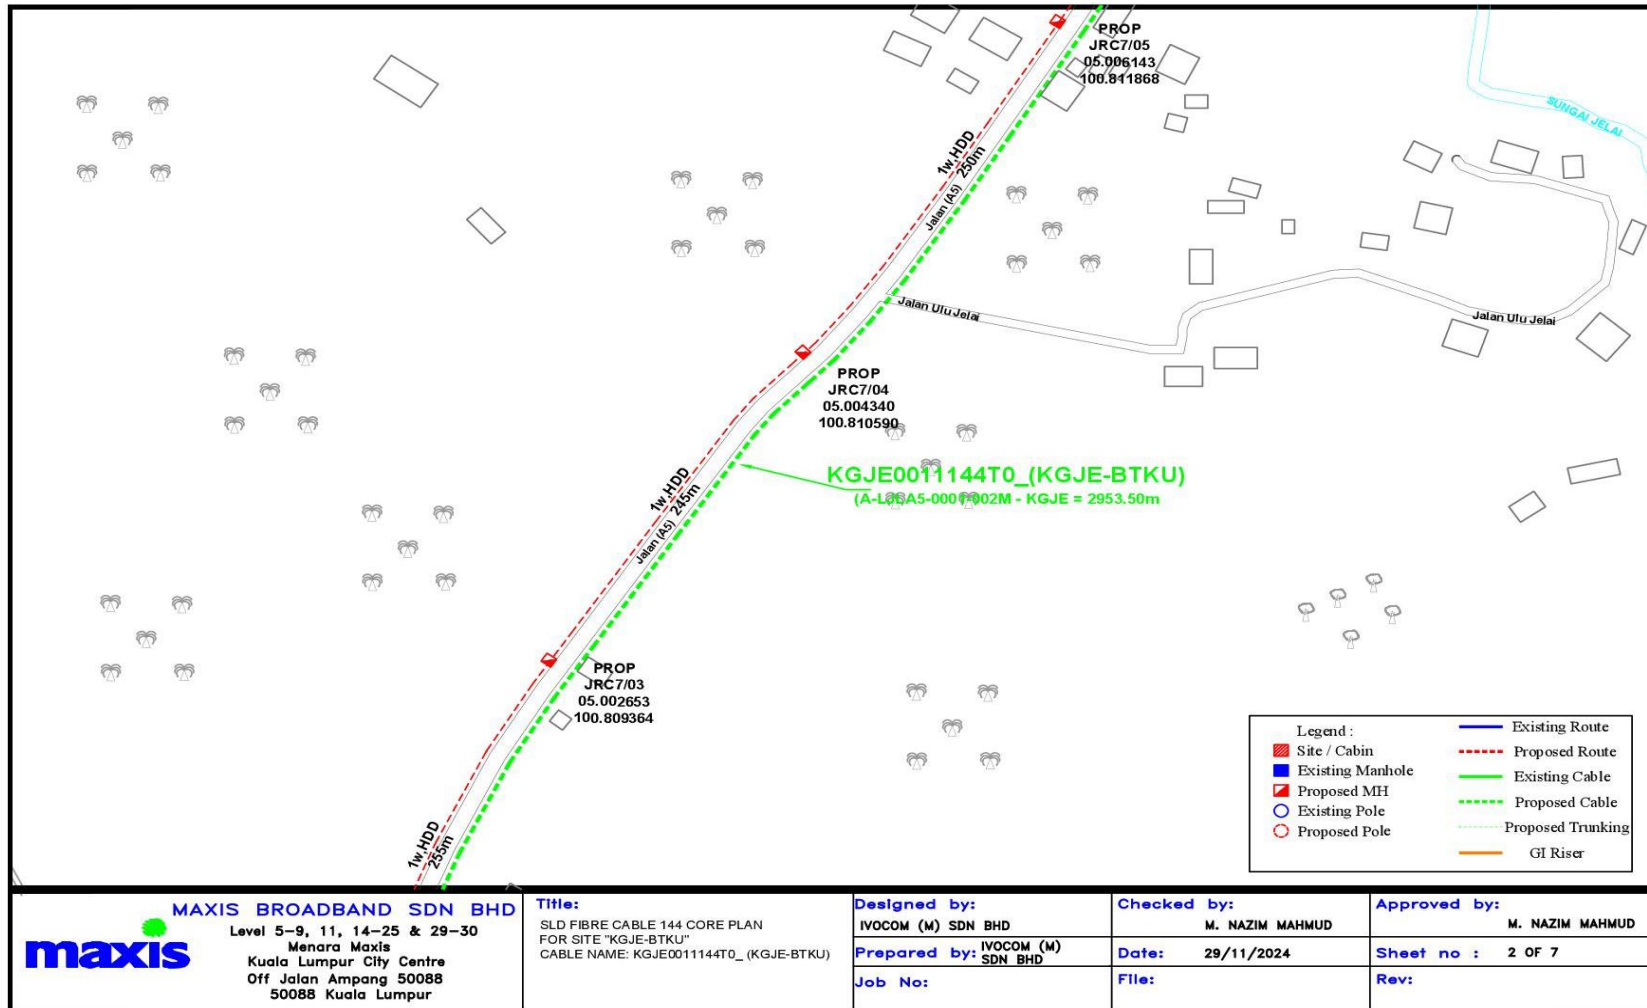 PROP
JRC7/05
05.006143
100.811868
SUNGAI JELAI
1w,HDD
250m
Jalan (A5)
Jalan Ulu Jelai
Jalan Ulu Jelai
PROP
JRC7/04
05.004340
100.810590
KGJE0011144T0_(KGJE-BTKU)
KGJE = 2953.50m
1w,HDD
245m
Jalan (A5)
PROP
JRC7/03
05.002653
100.809364
1w,HDD
255m
Legend :
Site / Cabin
Existing Manhole
Proposed MH
Existing Pole
Proposed Pole
Existing Route
Proposed Route
Existing Cable
Proposed Cable
Proposed Trunking
GI Riser
maxis
MAXIS BROADBAND SDN BHD
Level 5-9, 11, 14-25 & 29-30
Menara Maxis
Kuala Lumpur City Centre
Off Jalan Ampang 50088
50088 Kuala Lumpur
Title:
SLD FIBRE CABLE 144 CORE PLAN
FOR SITE "KGJE-BTKU"
CABLE NAME: KGJE0011144T0_ (KGJE-BTKU)
Designed by:
IVOCOM (M) SDN BHD
Prepared by: IVOCOM (M)
SDN BHD
Job No:
Checked by:
M. NAZIM MAHMUD
Date: 29/11/2024
File:
Approved by:
M. NAZIM MAHMUD
Sheet no : 2 OF 7
Rev: